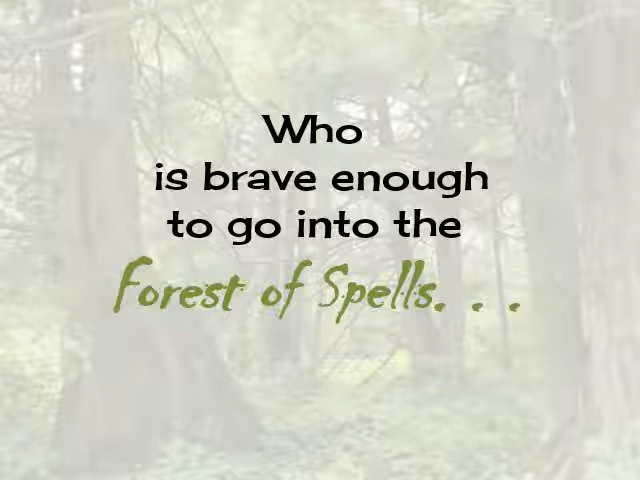 Who
is brave enough
to go into the
Forest of Spells. . .